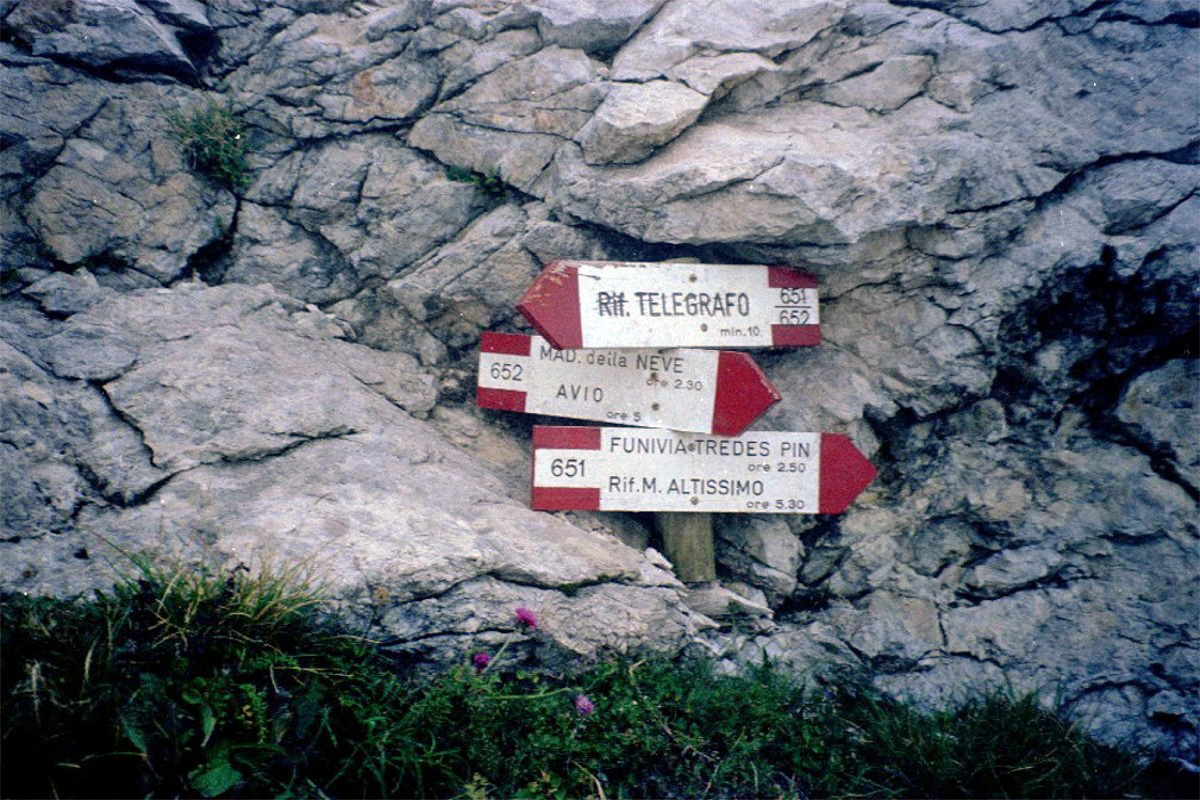 Rif. TELEGRAFO
651
652
min.10
MAD. della NEVE
652
ore 2.30
AVIO
ore 8
FUNIVIA TREDES PIN
ore 2.50
651
Rif. M. ALTISSIMO
ore 5.30